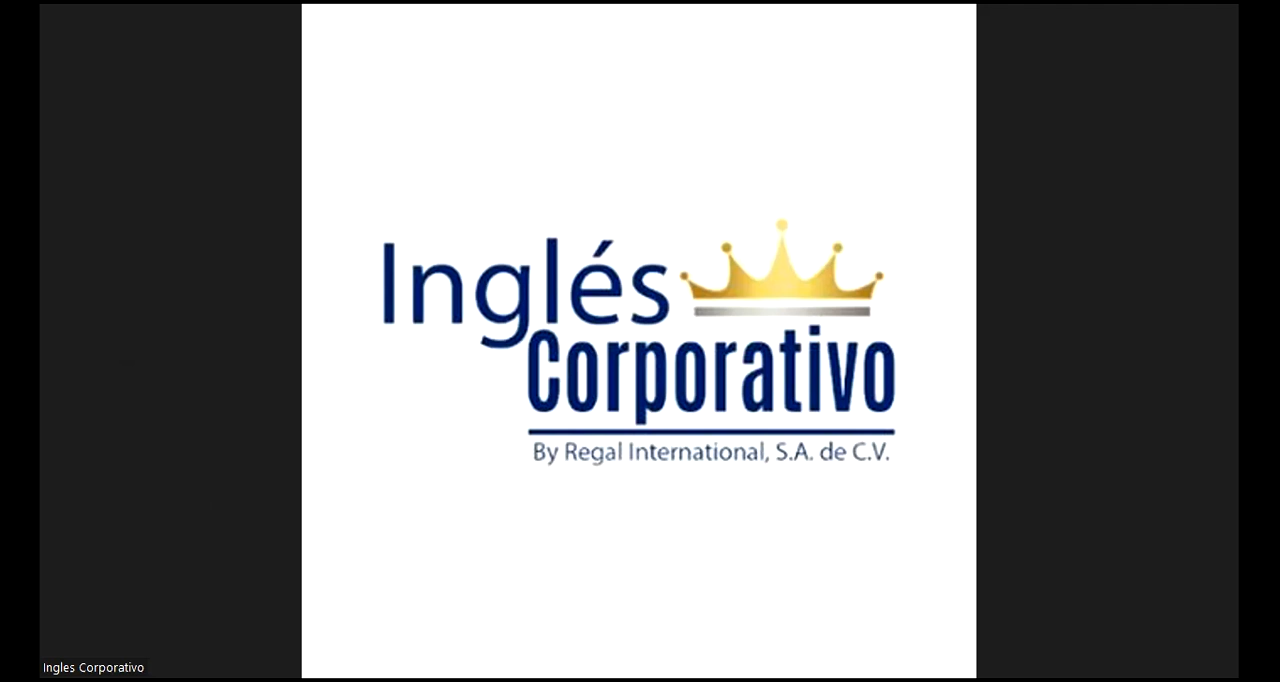 Inglés
Corporativo
By Regal International, S.A. de C.V.
Ingles Corporativo